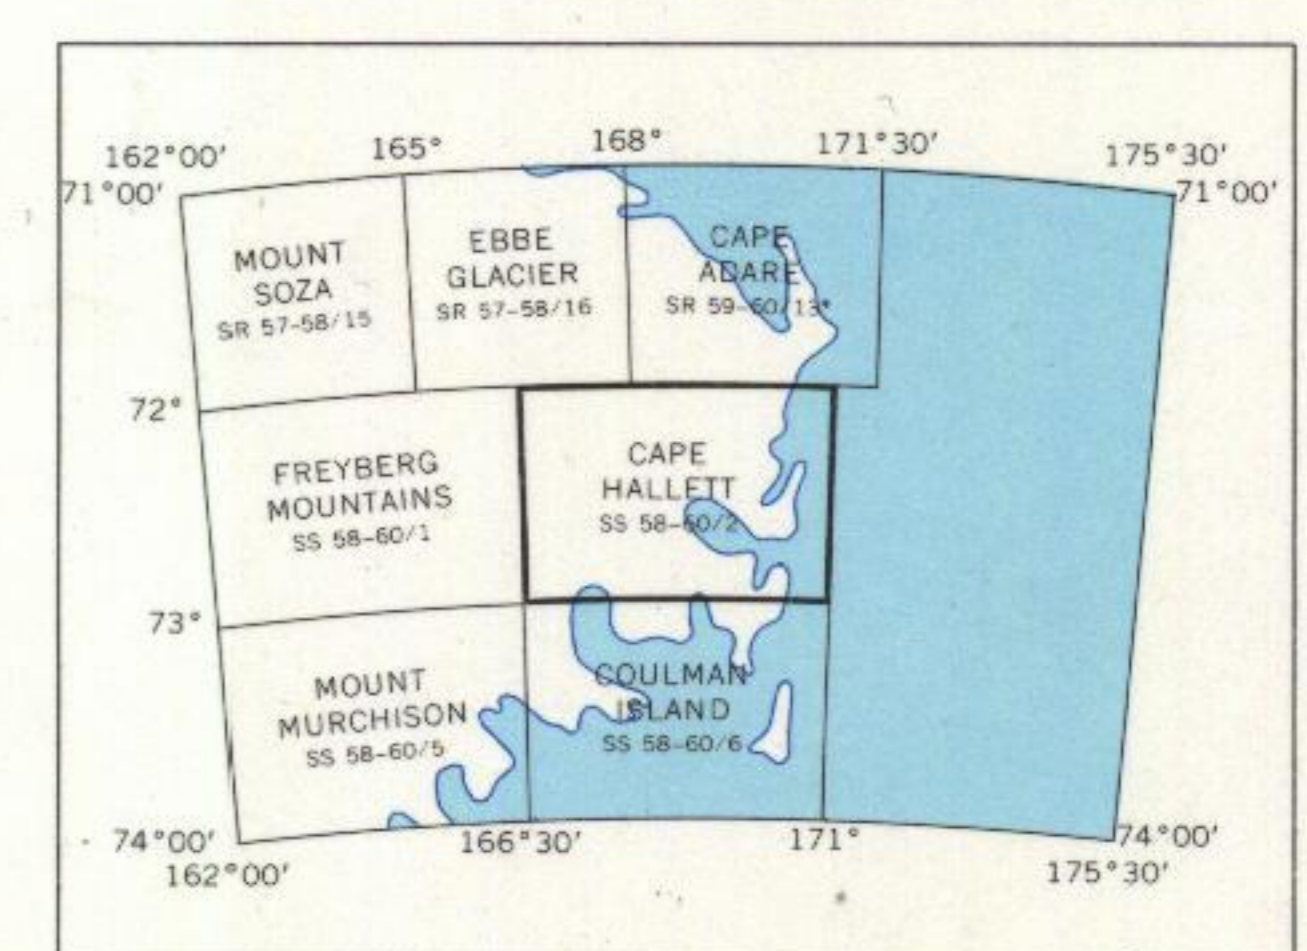 162°00′ 165° 168° 171°30′ 175°30′
71°00′ 71°00′
MOUNT
SOZA
SR 57-58/15
EBBE
GLACIER
SR 57-58/16
CAPE
ADARE
SR 59-60/13*
72°
FREYBERG
MOUNTAINS
SS 58-60/1
CAPE
HALLETT
SS 58-60/2
73°
MOUNT
MURCHISON
SS 58-60/5
COULMAN
ISLAND
SS 58-60/6
74°00′ 166°30′ 171° 74°00′
162°00′ 175°30′